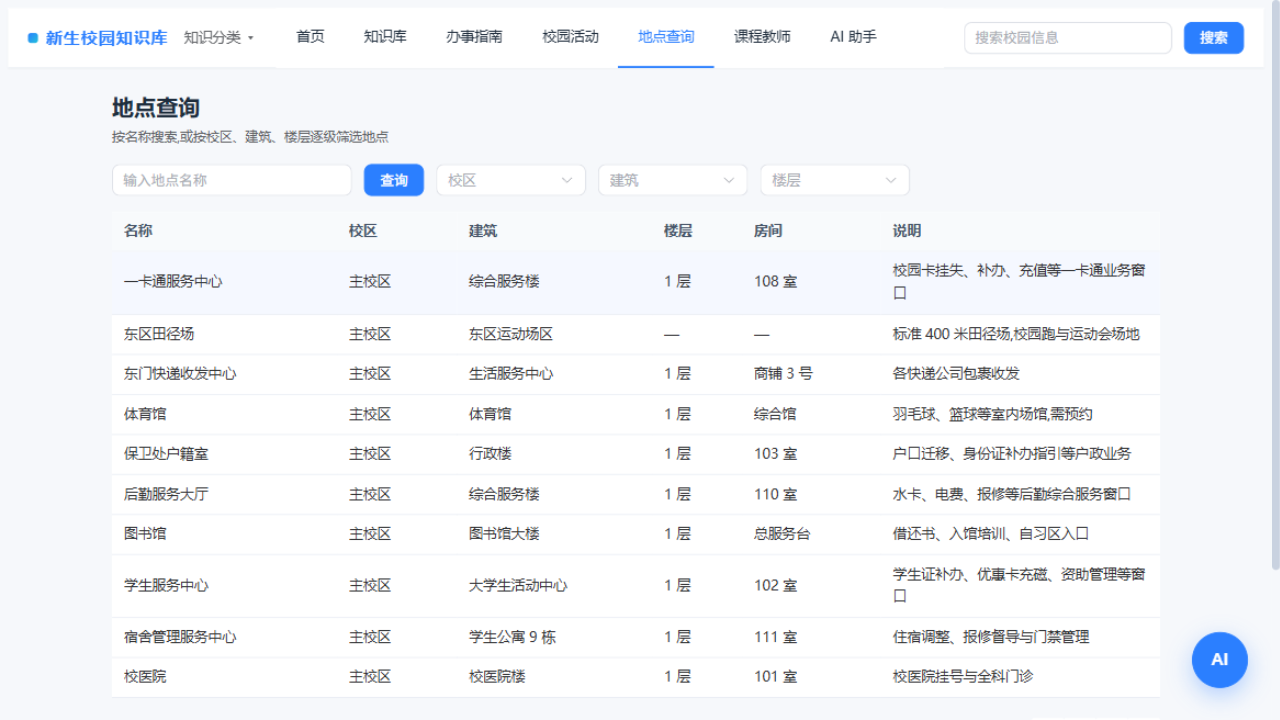 新生校园知识库 知识分类 首页 知识库 办事指南 校园活动 地点查询 课程教师 AI 助手 搜索校园信息 搜索
地点查询
按名称搜索,或按校区、建筑、楼层逐级筛选地点
输入地点名称 查询 校区 建筑 楼层
名称 校区 建筑 楼层 房间 说明
一卡通服务中心 主校区 综合服务楼 1 层 108 室 校园卡挂失、补办、充值等一卡通业务窗
口
东区田径场 主校区 东区运动场区 — — 标准 400 米田径场,校园跑与运动会场地
东门快递收发中心 主校区 生活服务中心 1 层 商铺 3 号 各快递公司包裹收发
体育馆 主校区 体育馆 1 层 综合馆 羽毛球、篮球等室内场馆,需预约
保卫处户籍室 主校区 行政楼 1 层 103 室 户口迁移、身份证补办指引等户政业务
后勤服务大厅 主校区 综合服务楼 1 层 110 室 水卡、电费、报修等后勤综合服务窗口
图书馆 主校区 图书馆大楼 1 层 总服务台 借还书、入馆培训、自习区入口
学生服务中心 主校区 大学生活动中心 1 层 102 室 学生证补办、优惠卡充磁、资助管理等窗
口
宿舍管理服务中心 主校区 学生公寓 9 栋 1 层 111 室 住宿调整、报修督导与门禁管理
校医院 主校区 校医院楼 1 层 101 室 校医院挂号与全科门诊
AI